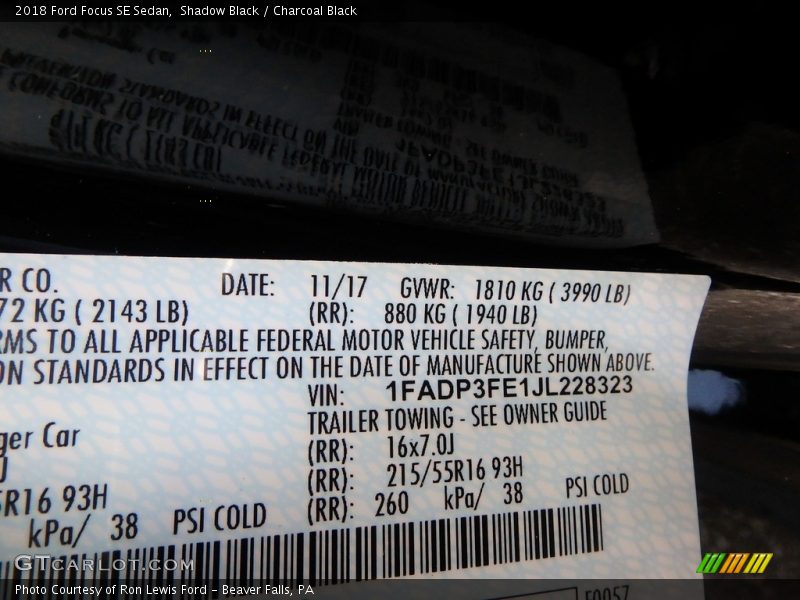 2018 Ford Focus SE Sedan,  Shadow Black / Charcoal Black
R CO.
DATE: 11/17 GVWR: 1810 KG ( 3990 LB)
72 KG ( 2143 LB) (RR): 880 KG ( 1940 LB)
RMS TO ALL APPLICABLE FEDERAL MOTOR VEHICLE SAFETY, BUMPER,
ON STANDARDS IN EFFECT ON THE DATE OF MANUFACTURE SHOWN ABOVE.
VIN: 1FADP3FE1JL228323
TRAILER TOWING - SEE OWNER GUIDE
ger Car
(RR): 16x7.0J
J
(RR): 215/55R16 93H
5R16 93H
(RR): 260 kPa/ 38 PSI COLD
kPa/ 38 PSI COLD
GTCarLot.com
Photo Courtesy of Ron Lewis Ford – Beaver Falls, PA